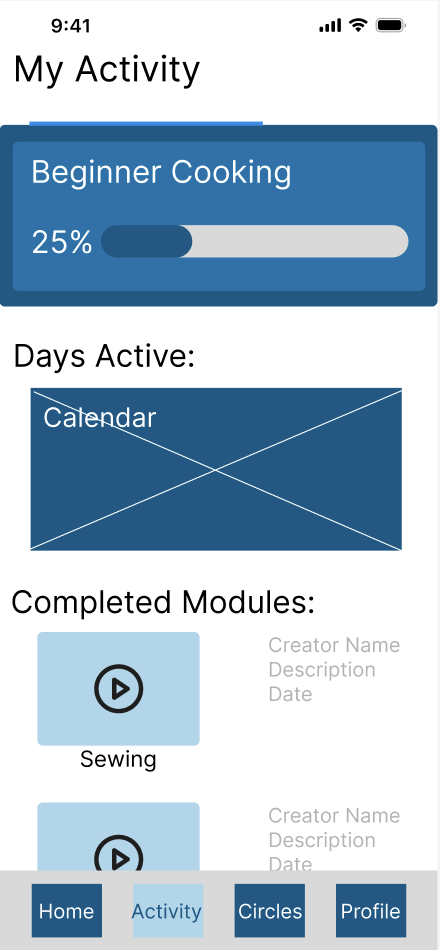 9:41
My Activity
Beginner Cooking
25%
Days Active:
Calendar
Completed Modules:
Creator Name
Description
Date
Sewing
Creator Name
Description
Date
Home
Activity
Circles
Profile